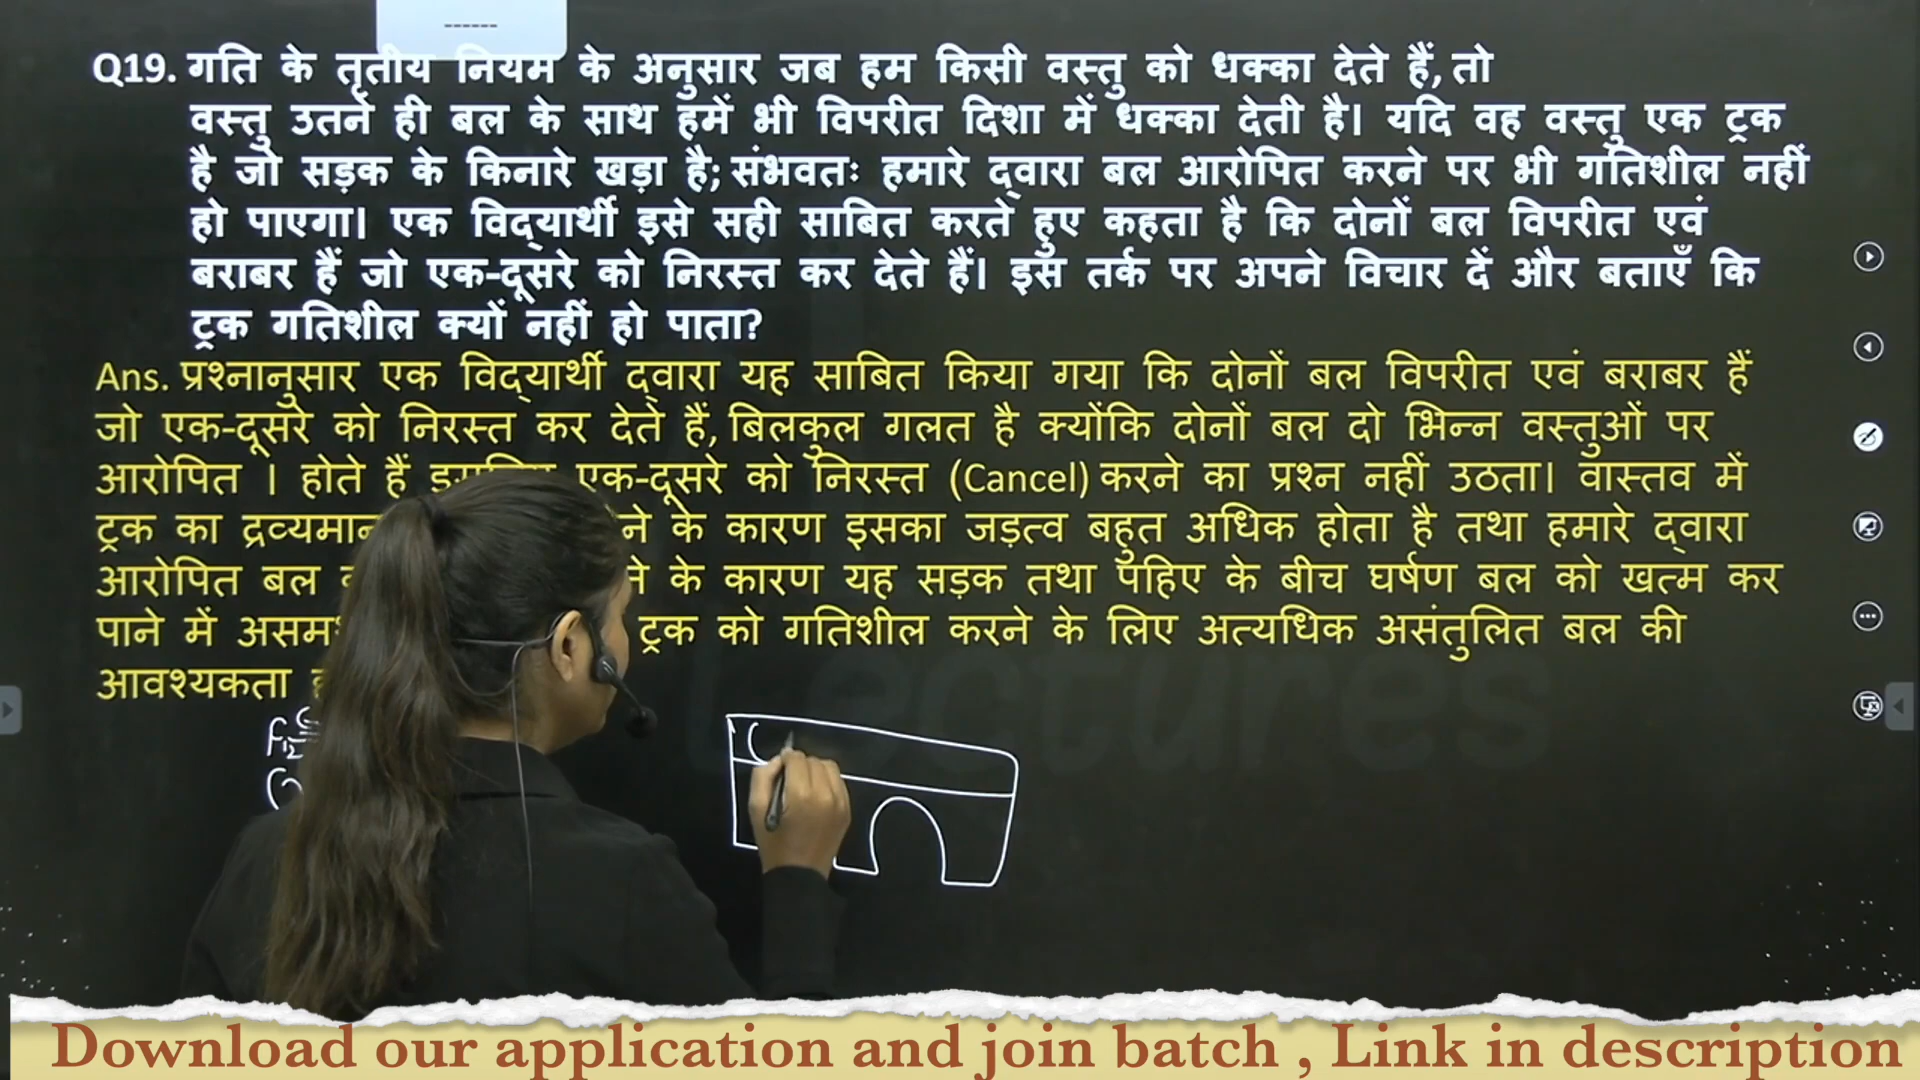 ------
Q19. गति के तृतीय नियम के अनुसार जब हम किसी वस्तु को धक्का देते हैं, तो
वस्तु उतने ही बल के साथ हमें भी विपरीत दिशा में धक्का देती है। यदि वह वस्तु एक ट्रक
है जो सड़क के किनारे खड़ा है; संभवतः हमारे द्वारा बल आरोपित करने पर भी गतिशील नहीं
हो पाएगा। एक विद्यार्थी इसे सही साबित करते हुए कहता है कि दोनों बल विपरीत एवं
बराबर हैं जो एक-दूसरे को निरस्त कर देते हैं। इस तर्क पर अपने विचार दें और बताएँ कि
ट्रक गतिशील क्यों नहीं हो पाता?
Ans. प्रश्नानुसार एक विद्यार्थी द्वारा यह साबित किया गया कि दोनों बल विपरीत एवं बराबर हैं
जो एक-दूसरे को निरस्त कर देते हैं, बिलकुल गलत है क्योंकि दोनों बल दो भिन्न वस्तुओं पर
आरोपित । होते हैं एक-दूसरे को निरस्त (Cancel) करने का प्रश्न नहीं उठता। वास्तव में
ट्रक का के कारण इसका जड़त्व बहुत अधिक होता है तथा हमारे द्वारा
आरोपित बल के कारण यह सड़क तथा पहिए के बीच घर्षण बल को खत्म कर
पाने में ट्रक को गतिशील करने के लिए अत्यधिक असंतुलित बल की
आवश्यकता
Lectures
Download our application and join batch , Link in description